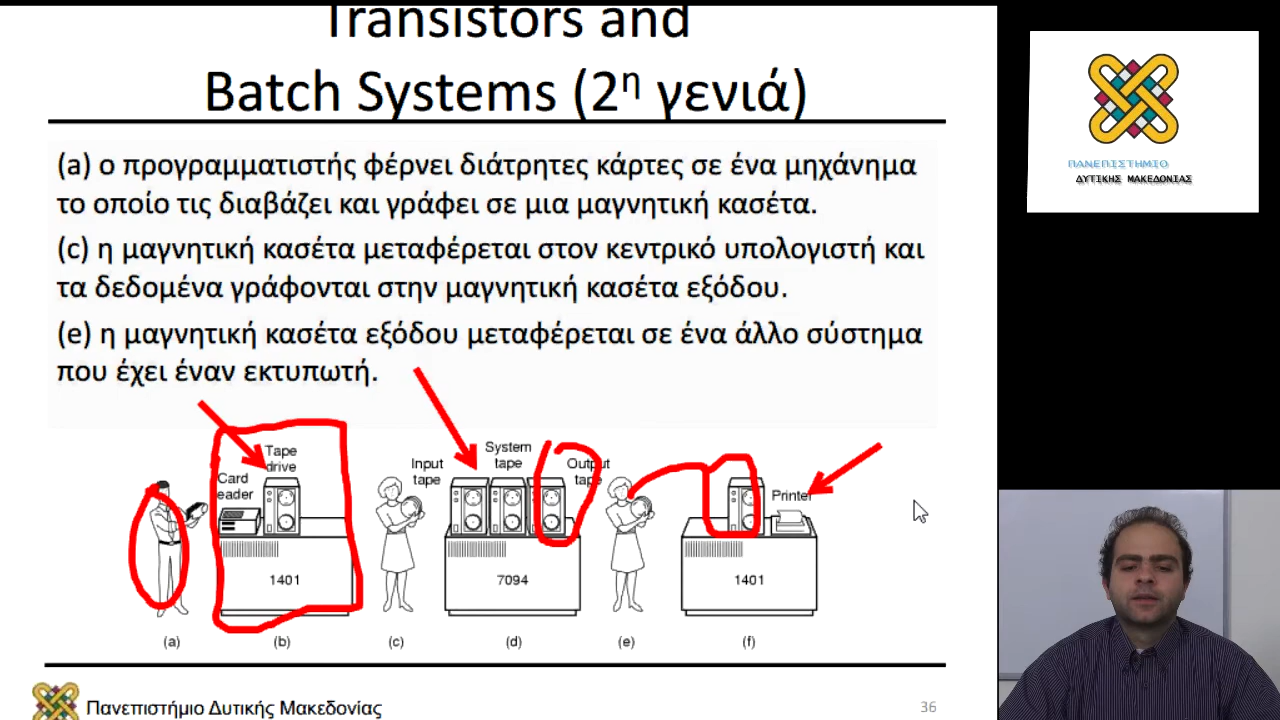 Transistors and
Batch Systems (2η γενιά)
(a) ο προγραμματιστής φέρνει διάτρητες κάρτες σε ένα μηχάνημα
το οποίο τις διαβάζει και γράφει σε μια μαγνητική κασέτα.
(c) η μαγνητική κασέτα μεταφέρεται στον κεντρικό υπολογιστή και
τα δεδομένα γράφονται στην μαγνητική κασέτα εξόδου.
(e) η μαγνητική κασέτα εξόδου μεταφέρεται σε ένα άλλο σύστημα
που έχει έναν εκτυπωτή.
Card
reader
Tape
drive
Input
tape
System
tape
Output
tape
Printer
1401
7094
1401
(a)
(b)
(c)
(d)
(e)
(f)
Πανεπιστήμιο Δυτικής Μακεδονίας
36
ΠΑΝΕΠΙΣΤΗΜΙΟ
ΔΥΤΙΚΗΣ ΜΑΚΕΔΟΝΙΑΣ